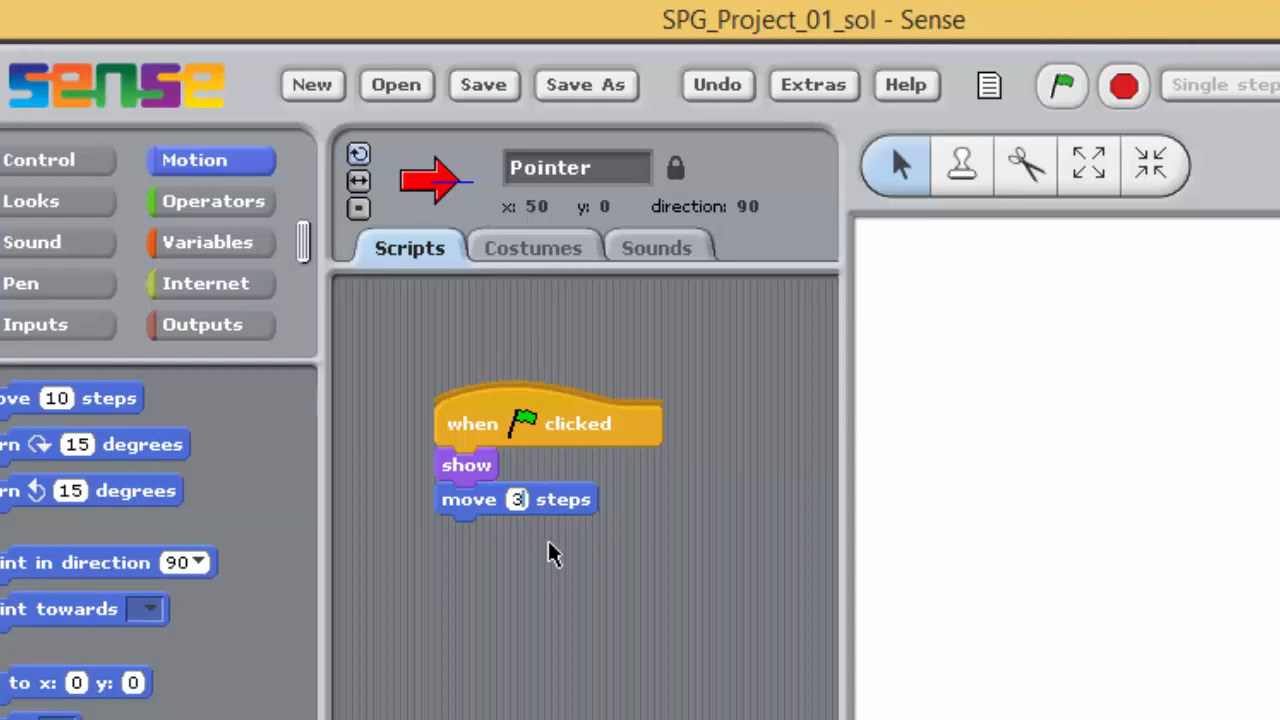 SPG_Project_01_sol - Sense
sense New Open Save Save As Undo Extras Help Single step
Control Motion
Looks Operators
Sound Variables
Pen Internet
Inputs Outputs
Pointer
x: 50 y: 0 direction: 90
Scripts Costumes Sounds
ove 10 steps
rn 15 degrees
rn 15 degrees
int in direction 90
int towards
to x: 0 y: 0
when clicked
show
move 3 steps